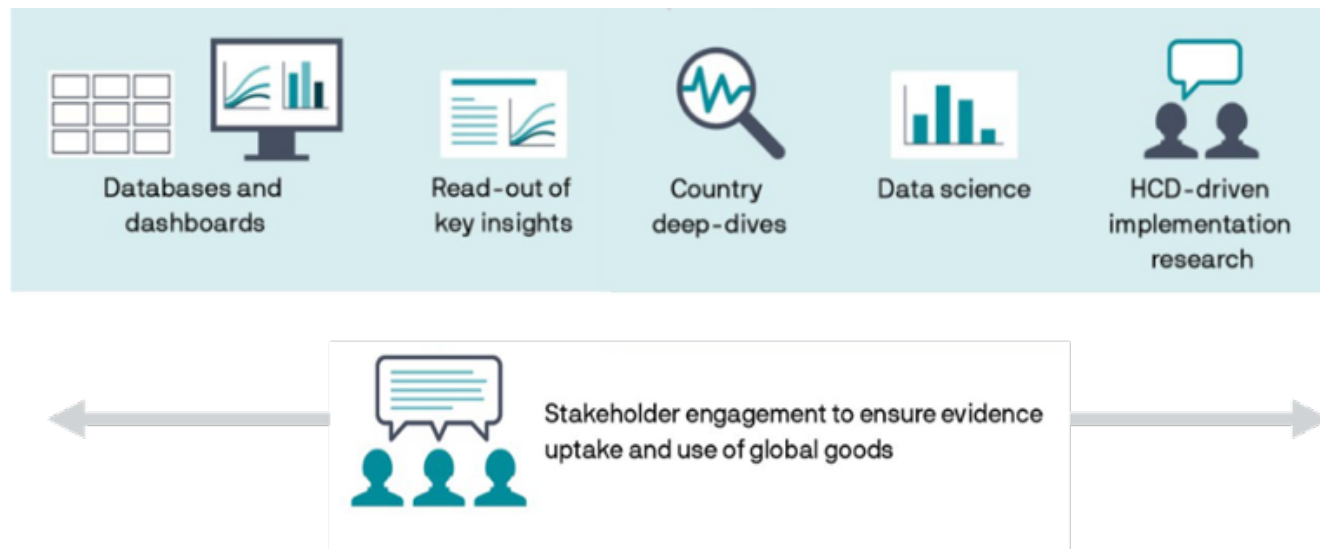 Databases and
dashboards
Read-out of
key insights
Country
deep-dives
Data science
HCD-driven
implementation
research
Stakeholder engagement to ensure evidence
uptake and use of global goods